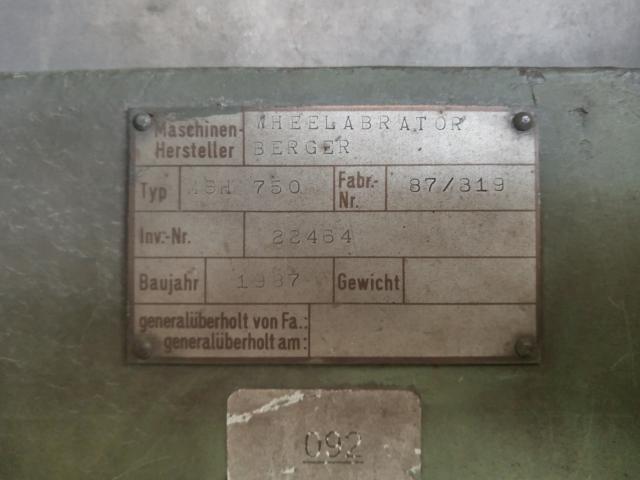 Maschinen- WHEELABRATOR
Hersteller BERGER
Typ 750 Fabr.-Nr. 87/319
Inv.-Nr. 22464
Baujahr 1987 Gewicht
generalüberholt von Fa.:
generalüberholt am:
092